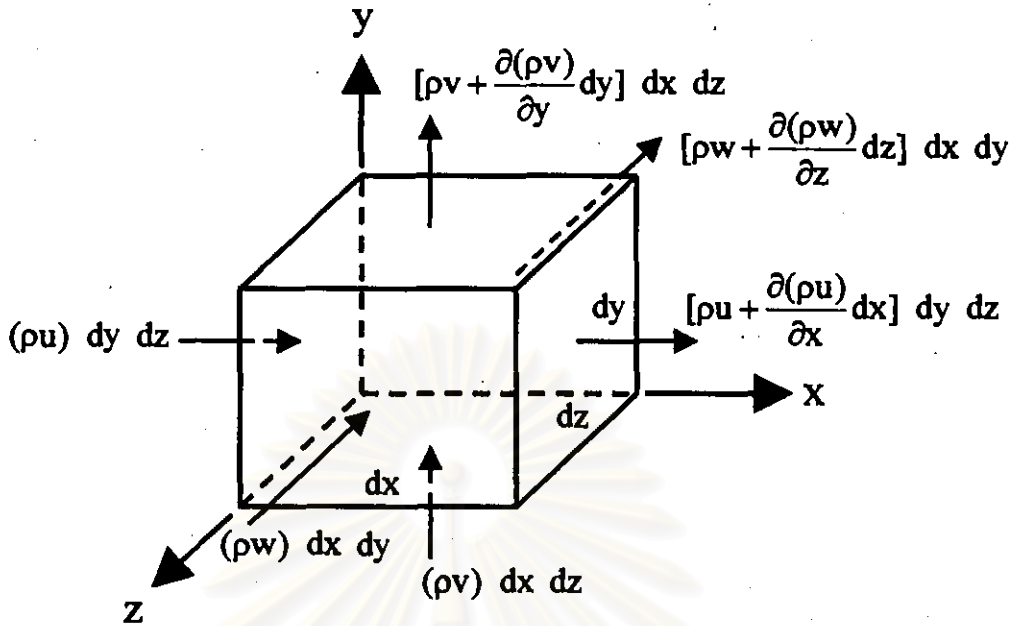 y
[ρv + ∂(ρv)/∂y dy] dx dz
[ρw + ∂(ρw)/∂z dz] dx dy
dy
[ρu + ∂(ρu)/∂x dx] dy dz
(ρu) dy dz
x
dz
dx
(ρw) dx dy
(ρv) dx dz
z